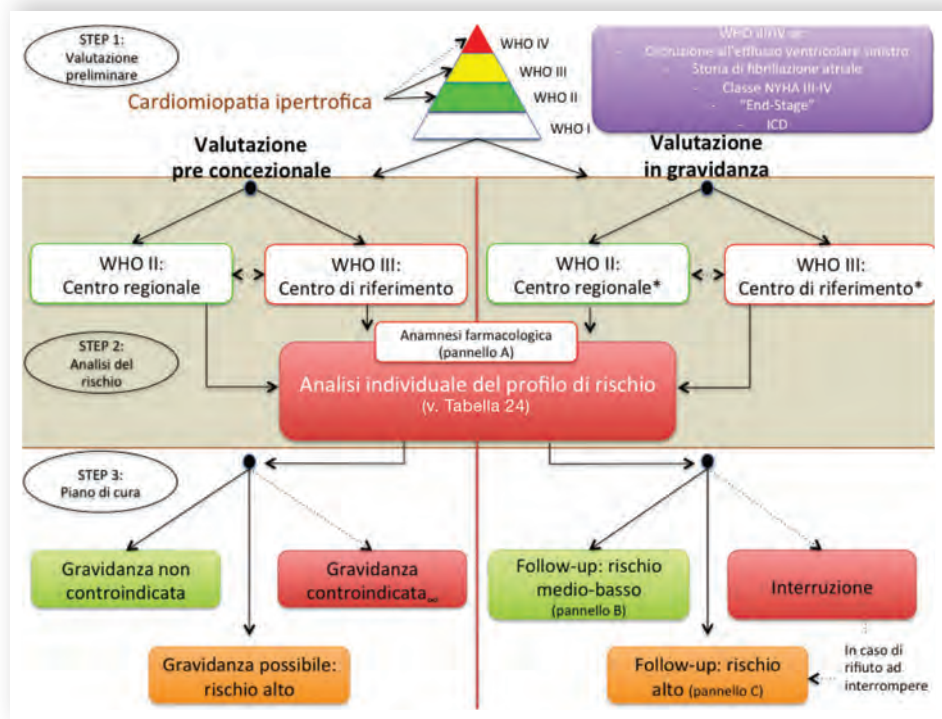 STEP 1:
Valutazione
preliminare
WHO IV
WHO III
WHO II
WHO I
Cardiomiopatia ipertrofica
WHO III/IV se:
- Ostruzione all'efflusso ventricolare sinistro
- Storia di fibrillazione atriale
- Classe NYHA III-IV
- "End-Stage"
- ICD
Valutazione
pre concezionale
Valutazione
in gravidanza
WHO II:
Centro regionale
WHO III:
Centro di riferimento
WHO II:
Centro regionale*
WHO III:
Centro di riferimento*
STEP 2:
Analisi del
rischio
Anamnesi farmacologica
(pannello A)
Analisi individuale del profilo di rischio
(v. Tabella 24)
STEP 3:
Piano di cura
Gravidanza non
controindicata
Gravidanza
controindicata∞
Follow-up: rischio
medio-basso
(pannello B)
Interruzione
Gravidanza possibile:
rischio alto
Follow-up: rischio
alto (pannello C)
In caso di
rifiuto ad
interrompere